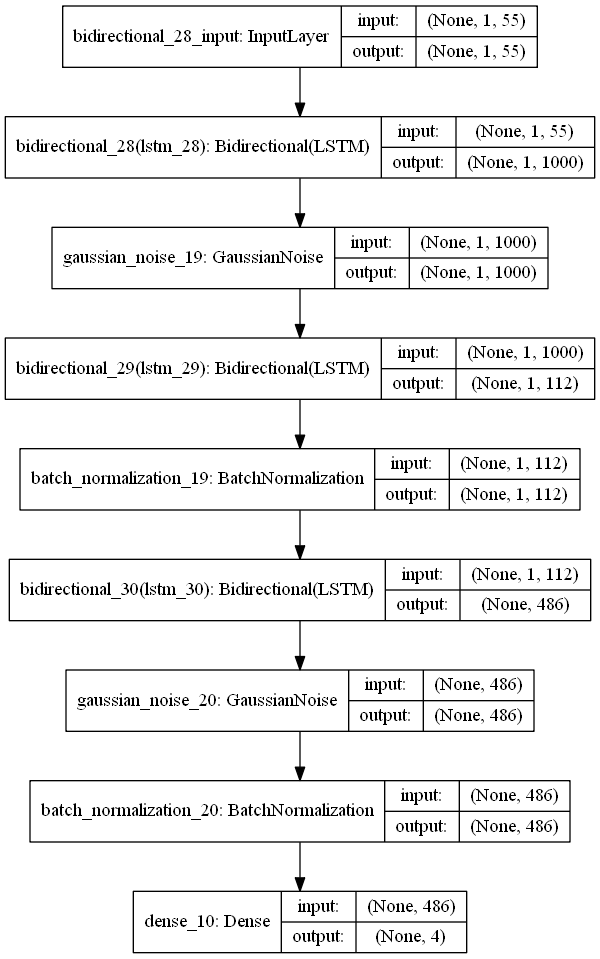 bidirectional_28_input: InputLayer
input: (None, 1, 55)
output: (None, 1, 55)
bidirectional_28(lstm_28): Bidirectional(LSTM)
input: (None, 1, 55)
output: (None, 1, 1000)
gaussian_noise_19: GaussianNoise
input: (None, 1, 1000)
output: (None, 1, 1000)
bidirectional_29(lstm_29): Bidirectional(LSTM)
input: (None, 1, 1000)
output: (None, 1, 112)
batch_normalization_19: BatchNormalization
input: (None, 1, 112)
output: (None, 1, 112)
bidirectional_30(lstm_30): Bidirectional(LSTM)
input: (None, 1, 112)
output: (None, 486)
gaussian_noise_20: GaussianNoise
input: (None, 486)
output: (None, 486)
batch_normalization_20: BatchNormalization
input: (None, 486)
output: (None, 486)
dense_10: Dense
input: (None, 486)
output: (None, 4)